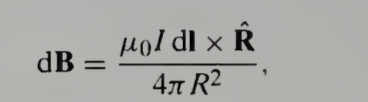 d𝐁 = μ₀I d𝐥 × 𝐑̂ / 4πR² ,